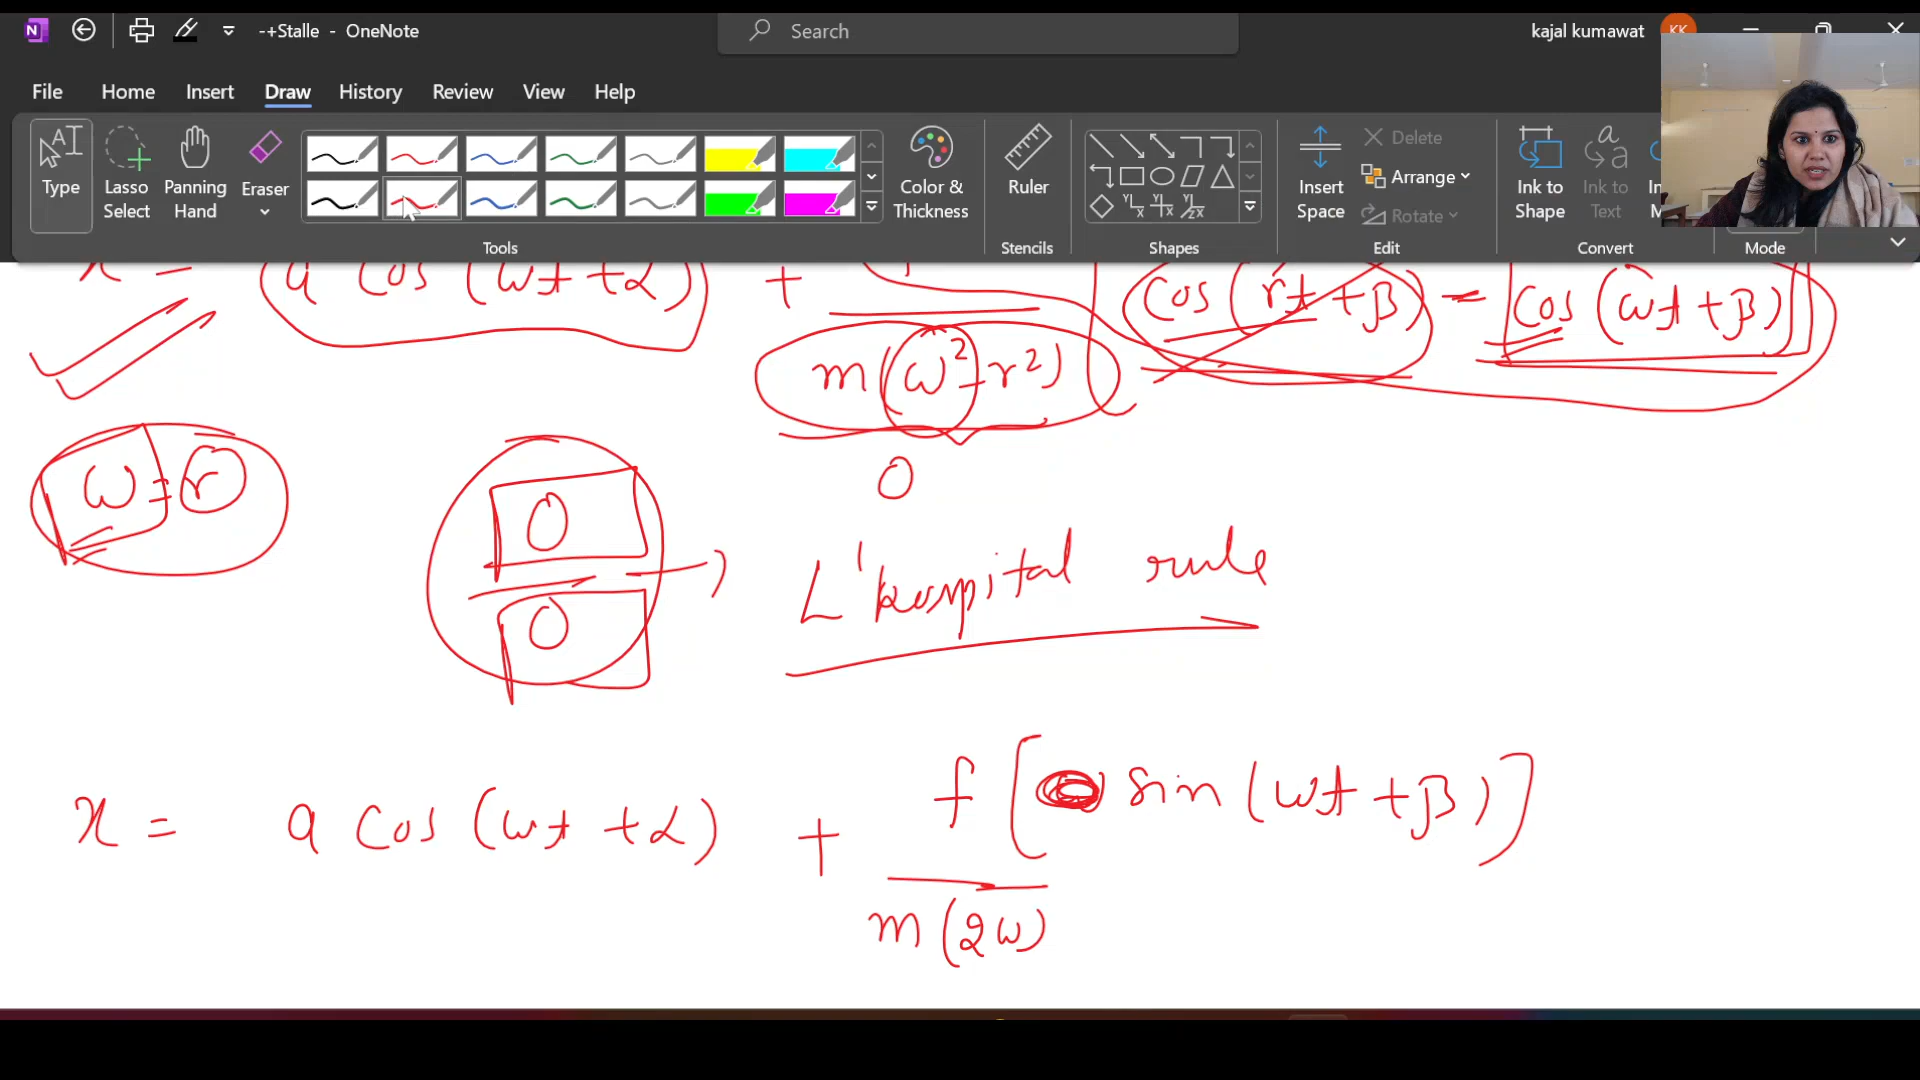 -+Stalle - OneNote
Search
kajal kumawat
KK
File Home Insert Draw History Review View Help
Type
Lasso Select
Panning Hand
Eraser
Color & Thickness
Ruler
Insert Space
Delete
Arrange
Rotate
Ink to Shape
Ink to Text
Tools
Stencils
Shapes
Edit
Convert
Mode
x = a cos (ωt + α) +
cos (rt + β) - cos (ωt + β)
m(ω² - r²)
ω = r
0
0
0
L'hospital rule
x = a cos (ωt + α) + f [ sin (ωt + β) ]
m (2ω)